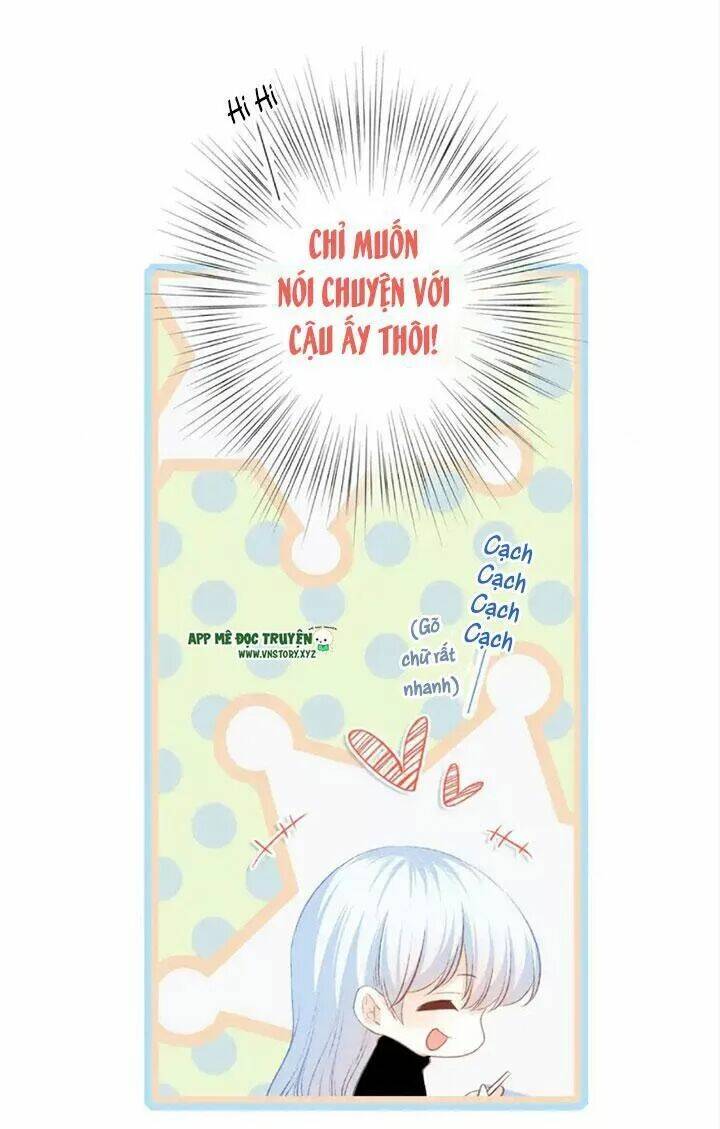 Hi Hi
CHỈ MUỐN
NÓI CHUYỆN VỚI
CẬU ẤY THÔI!
Cạch
Cạch
Cạch
Cạch
(Gõ
chữ rất
nhanh)
APP MÊ ĐỌC TRUYỆN
WWW.VNSTORY.XYZ